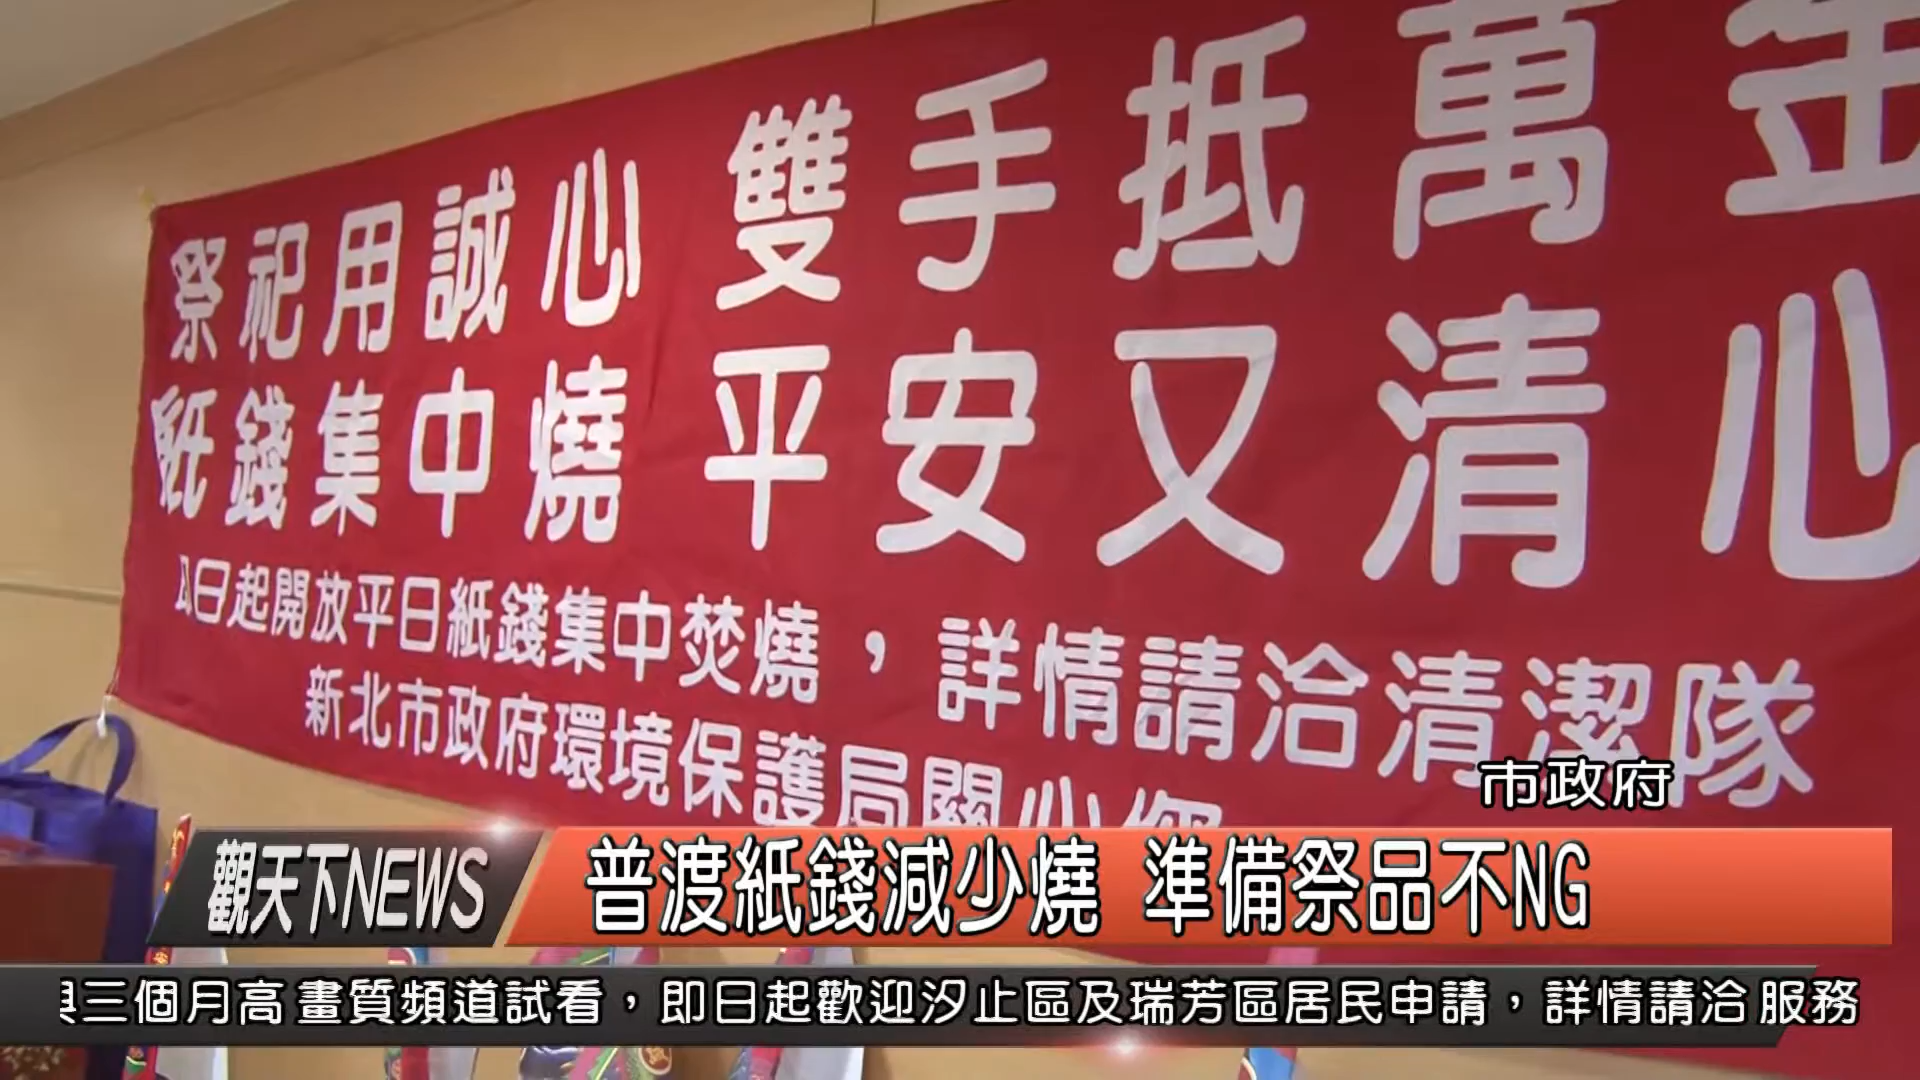 祭祀用誠心 雙手抵萬金
紙錢集中燒 平安又清心
日起開放平日紙錢集中焚燒，詳情請洽清潔隊
新北市政府環境保護局關心您
市政府
觀天下NEWS
普渡紙錢減少燒 準備祭品不NG
三個月高畫質頻道試看，即日起歡迎汐止區及瑞芳區居民申請，詳情請洽服務